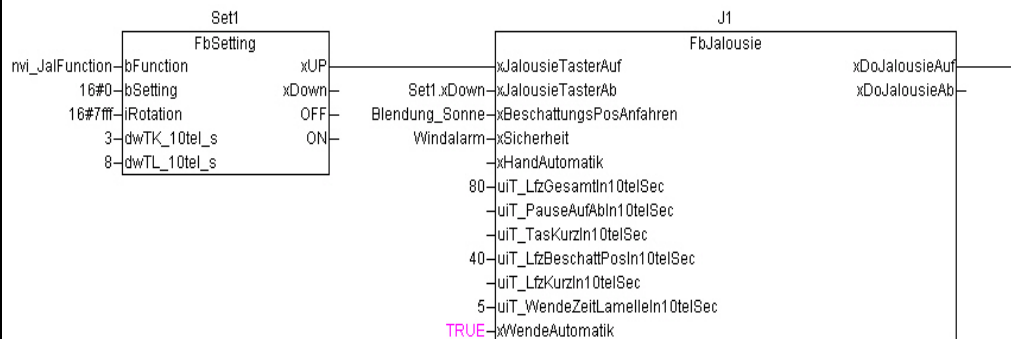 Set1
FbSetting
nvi_JalFunction bFunction xUP
16#0 bSetting xDown
16#7fff iRotation OFF
3 dwTK_10tel_s ON
8 dwTL_10tel_s
J1
FbJalousie
xJalousieTasterAuf xDoJalousieAuf
Set1.xDown xJalousieTasterAb xDoJalousieAb
Blendung_Sonne xBeschattungsPosAnfahren
Windalarm xSicherheit
xHandAutomatik
80 uiT_LfzGesamtIn10telSec
uiT_PauseAufAbIn10telSec
uiT_TasKurzIn10telSec
40 uiT_LfzBeschattPosIn10telSec
uiT_LfzKurzIn10telSec
5 uiT_WendeZeitLamelleIn10telSec
TRUE xWendeAutomatik